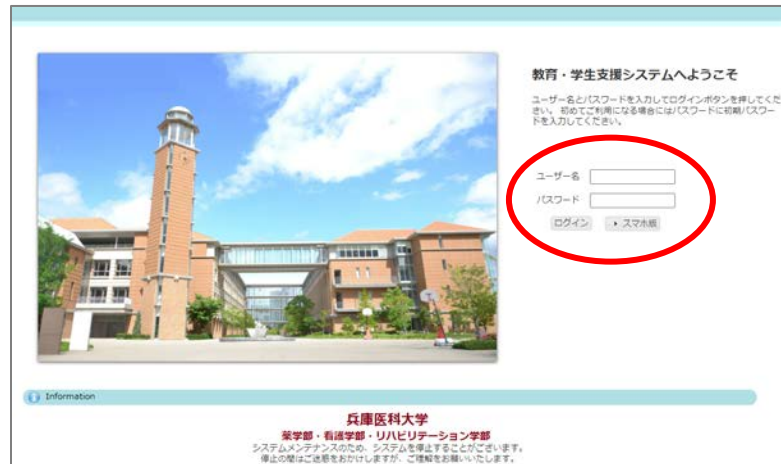 教育・学生支援システムへようこそ
ユーザー名とパスワードを入力してログインボタンを押してくだ
さい。 初めてご利用になる場合にはパスワードに初期パスワー
ドを入力してください。
ユーザー名
パスワード
ログイン
スマホ版
Information
兵庫医科大学
薬学部・看護学部・リハビリテーション学部
システムメンテナンスのため、システムを停止することがございます。
停止の間はご迷惑をおかけしますが、ご理解をお願いいたします。